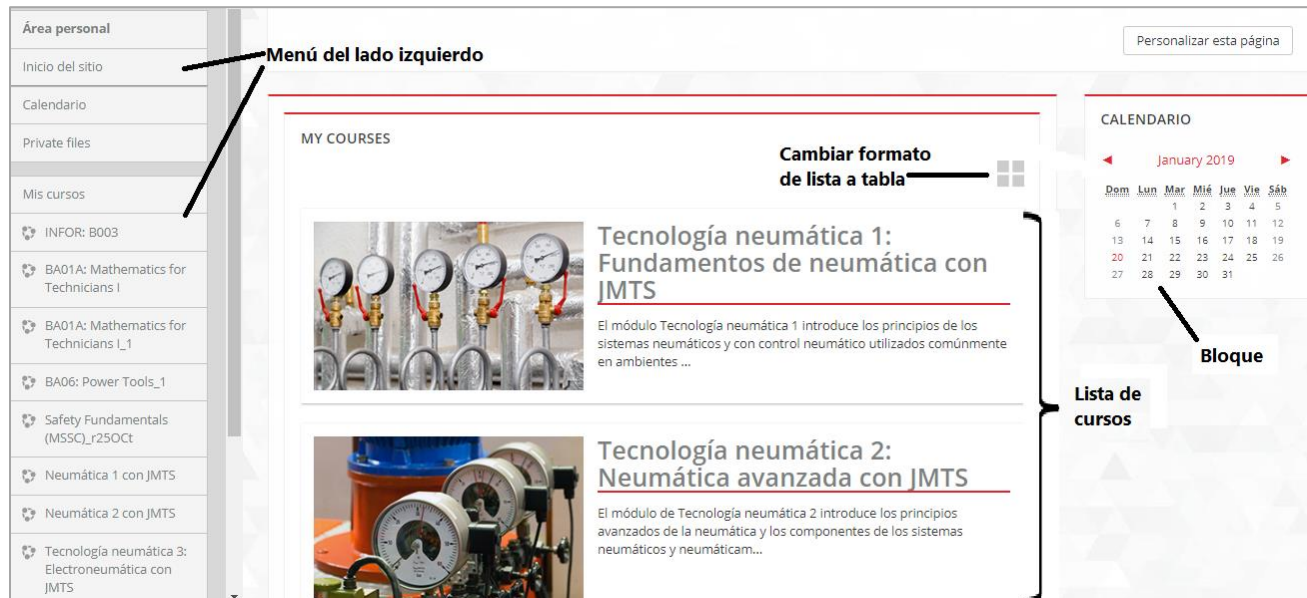 Área personal
Inicio del sitio
Calendario
Private files
Mis cursos
INFOR: B003
BA01A: Mathematics for
Technicians I
BA01A: Mathematics for
Technicians I_1
BA06: Power Tools_1
Safety Fundamentals
(MSSC)_r25OCt
Neumática 1 con JMTS
Neumática 2 con JMTS
Tecnología neumática 3:
Electroneumática con
JMTS
Menú del lado izquierdo
Personalizar esta página
MY COURSES
Cambiar formato
de lista a tabla
Tecnología neumática 1:
Fundamentos de neumática con
JMTS
El módulo Tecnología neumática 1 introduce los principios de los
sistemas neumáticos y con control neumático utilizados comúnmente
en ambientes ...
Tecnología neumática 2:
Neumática avanzada con JMTS
El módulo de Tecnología neumática 2 introduce los principios
avanzados de la neumática y los componentes de los sistemas
neumáticos y neumáticam...
Lista de
cursos
CALENDARIO
◄ January 2019 ►
Dom Lun Mar Mié Jue Vie Sáb
1 2 3 4 5
6 7 8 9 10 11 12
13 14 15 16 17 18 19
20 21 22 23 24 25 26
27 28 29 30 31
Bloque